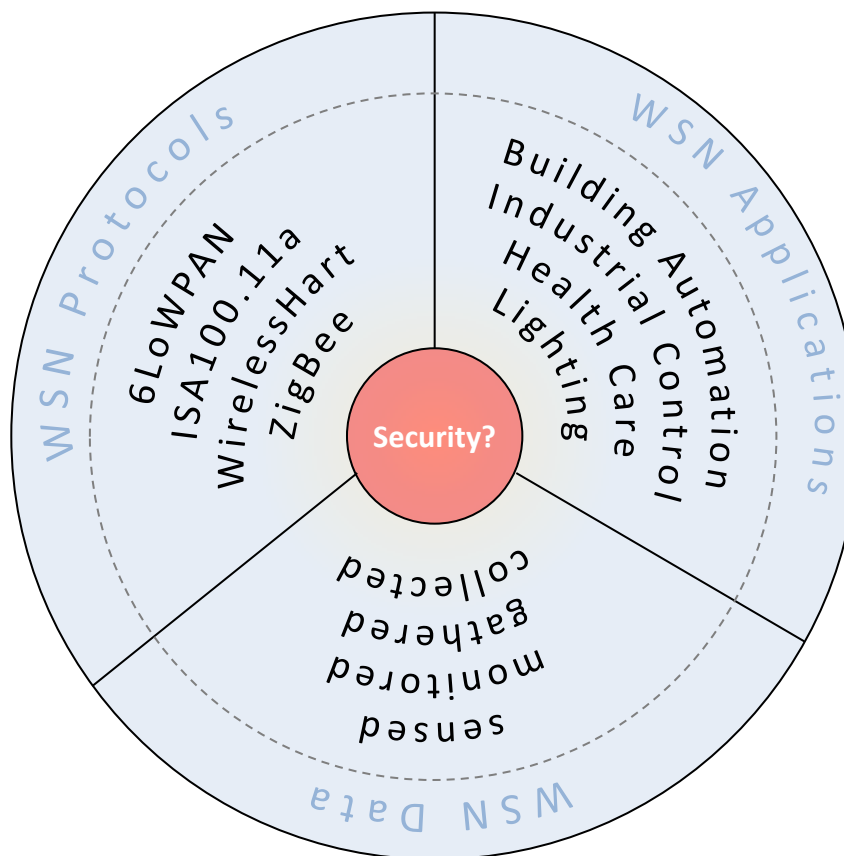 WSN Protocols
6LoWPAN
ISA100.11a
WirelessHart
ZigBee
WSN Applications
Building Automation
Industrial Control
Health Care
Lighting
Security?
collected
gathered
monitored
sensed
WSN Data